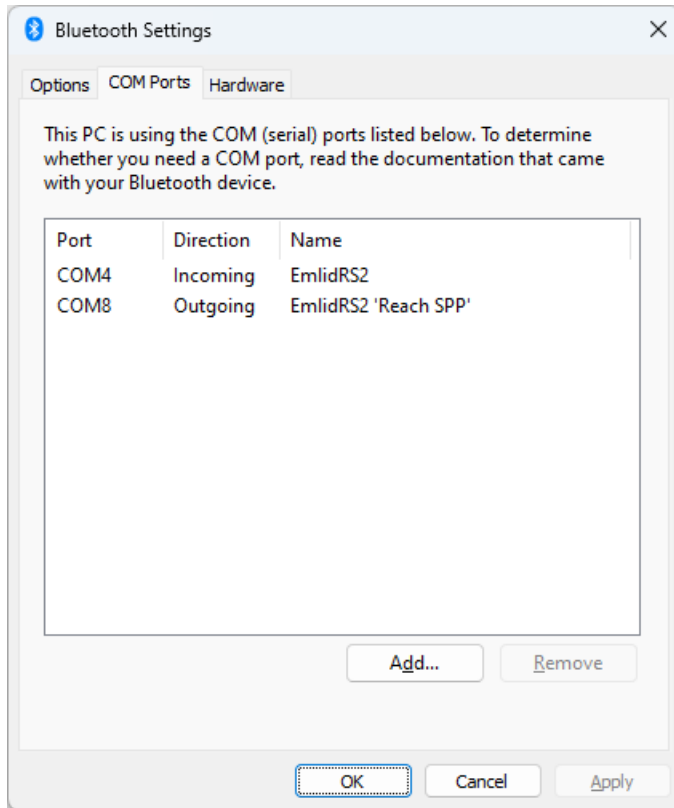 Bluetooth Settings
Options COM Ports Hardware
This PC is using the COM (serial) ports listed below. To determine
whether you need a COM port, read the documentation that came
with your Bluetooth device.
Port Direction Name
COM4 Incoming EmlidRS2
COM8 Outgoing EmlidRS2 'Reach SPP'
Add... Remove
OK Cancel Apply